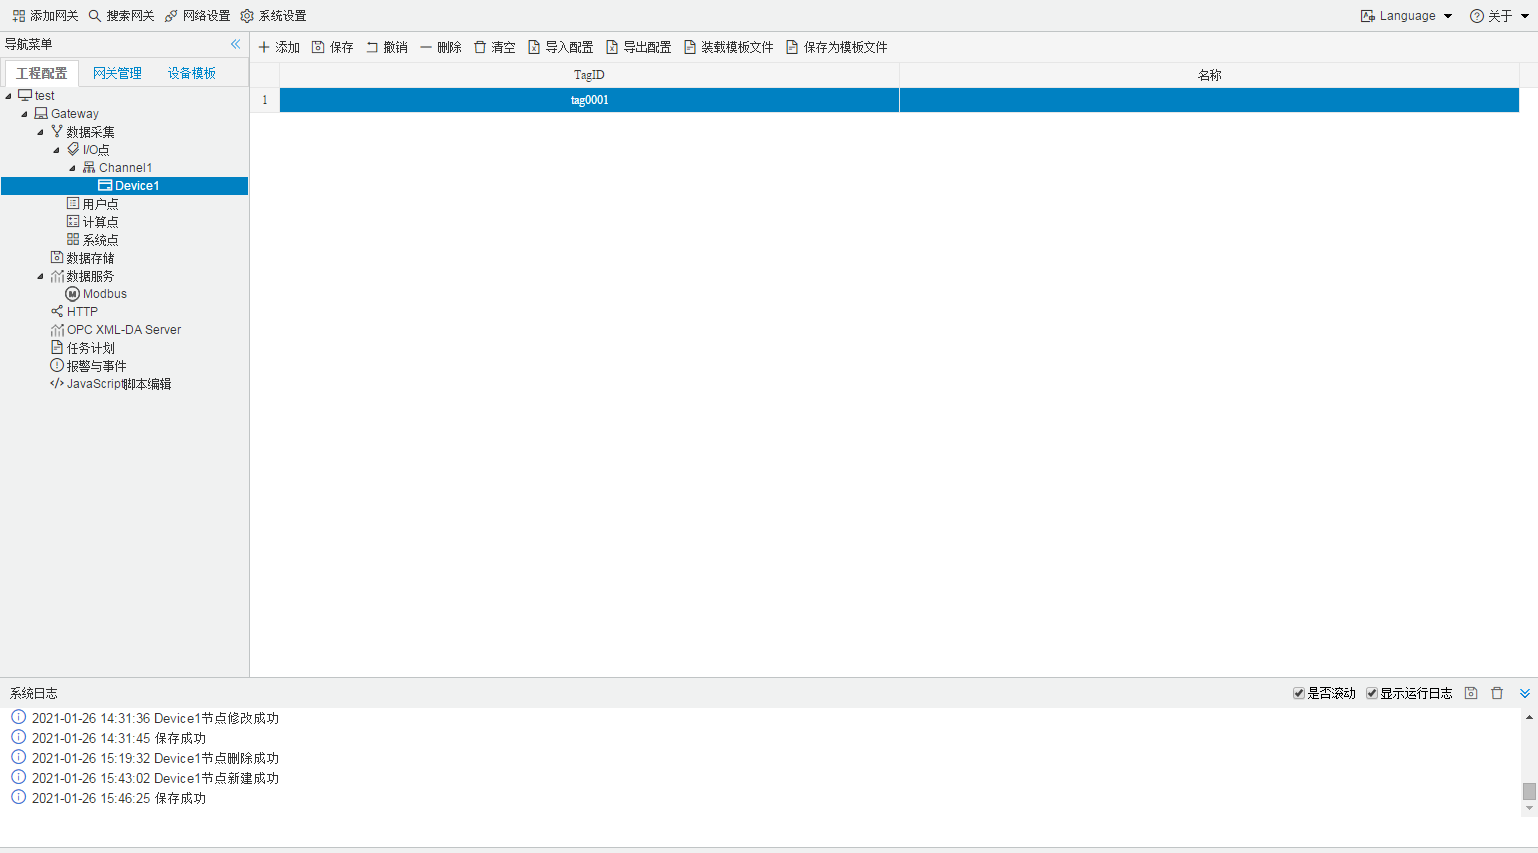 添加网关 搜索网关 网络设置 系统设置 Language 关于
导航菜单
添加 保存 撤销 删除 清空 导入配置 导出配置 装载模板文件 保存为模板文件
工程配置 网关管理 设备模板
TagID 名称
1 tag0001
test
Gateway
数据采集
I/O点
Channel1
Device1
用户点
计算点
系统点
数据存储
数据服务
Modbus
HTTP
OPC XML-DA Server
任务计划
报警与事件
JavaScript脚本编辑
系统日志 是否滚动 显示运行日志
2021-01-26 14:31:36 Device1节点修改成功
2021-01-26 14:31:45 保存成功
2021-01-26 15:19:32 Device1节点删除成功
2021-01-26 15:43:02 Device1节点新建成功
2021-01-26 15:46:25 保存成功